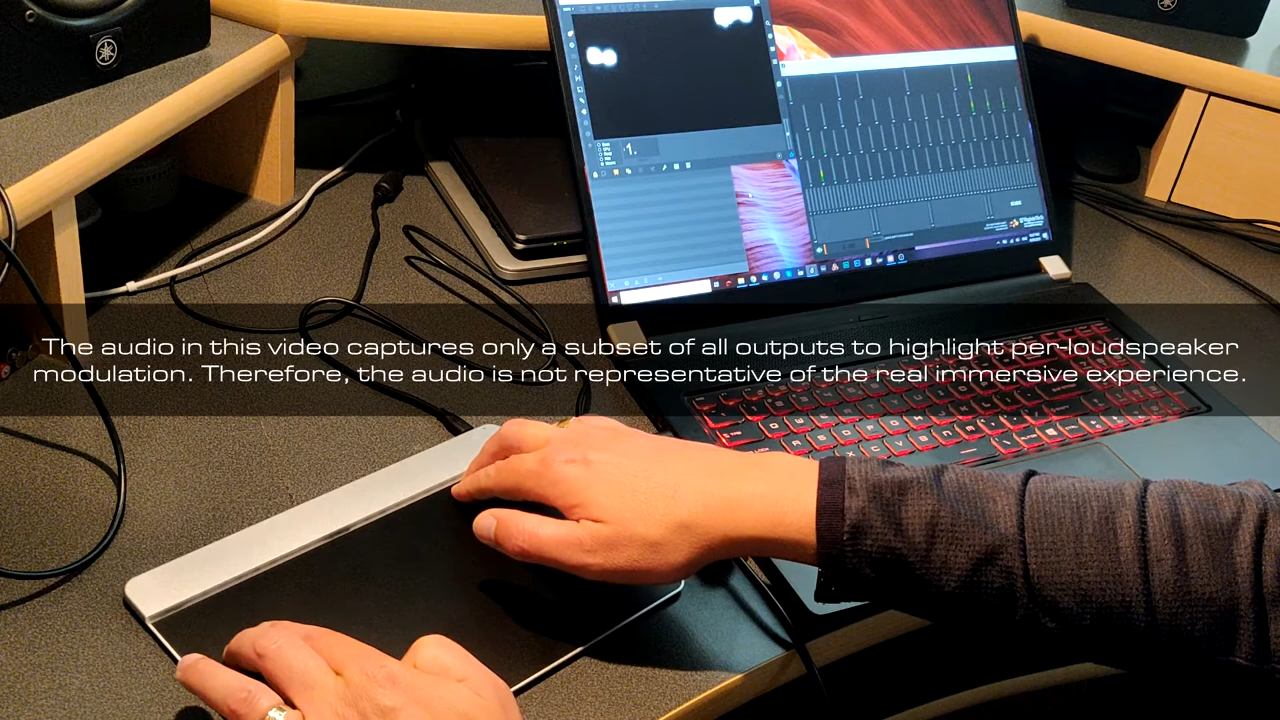 The audio in this video captures only a subset of all outputs to highlight per-loudspeaker
modulation. Therefore, the audio is not representative of the real immersive experience.